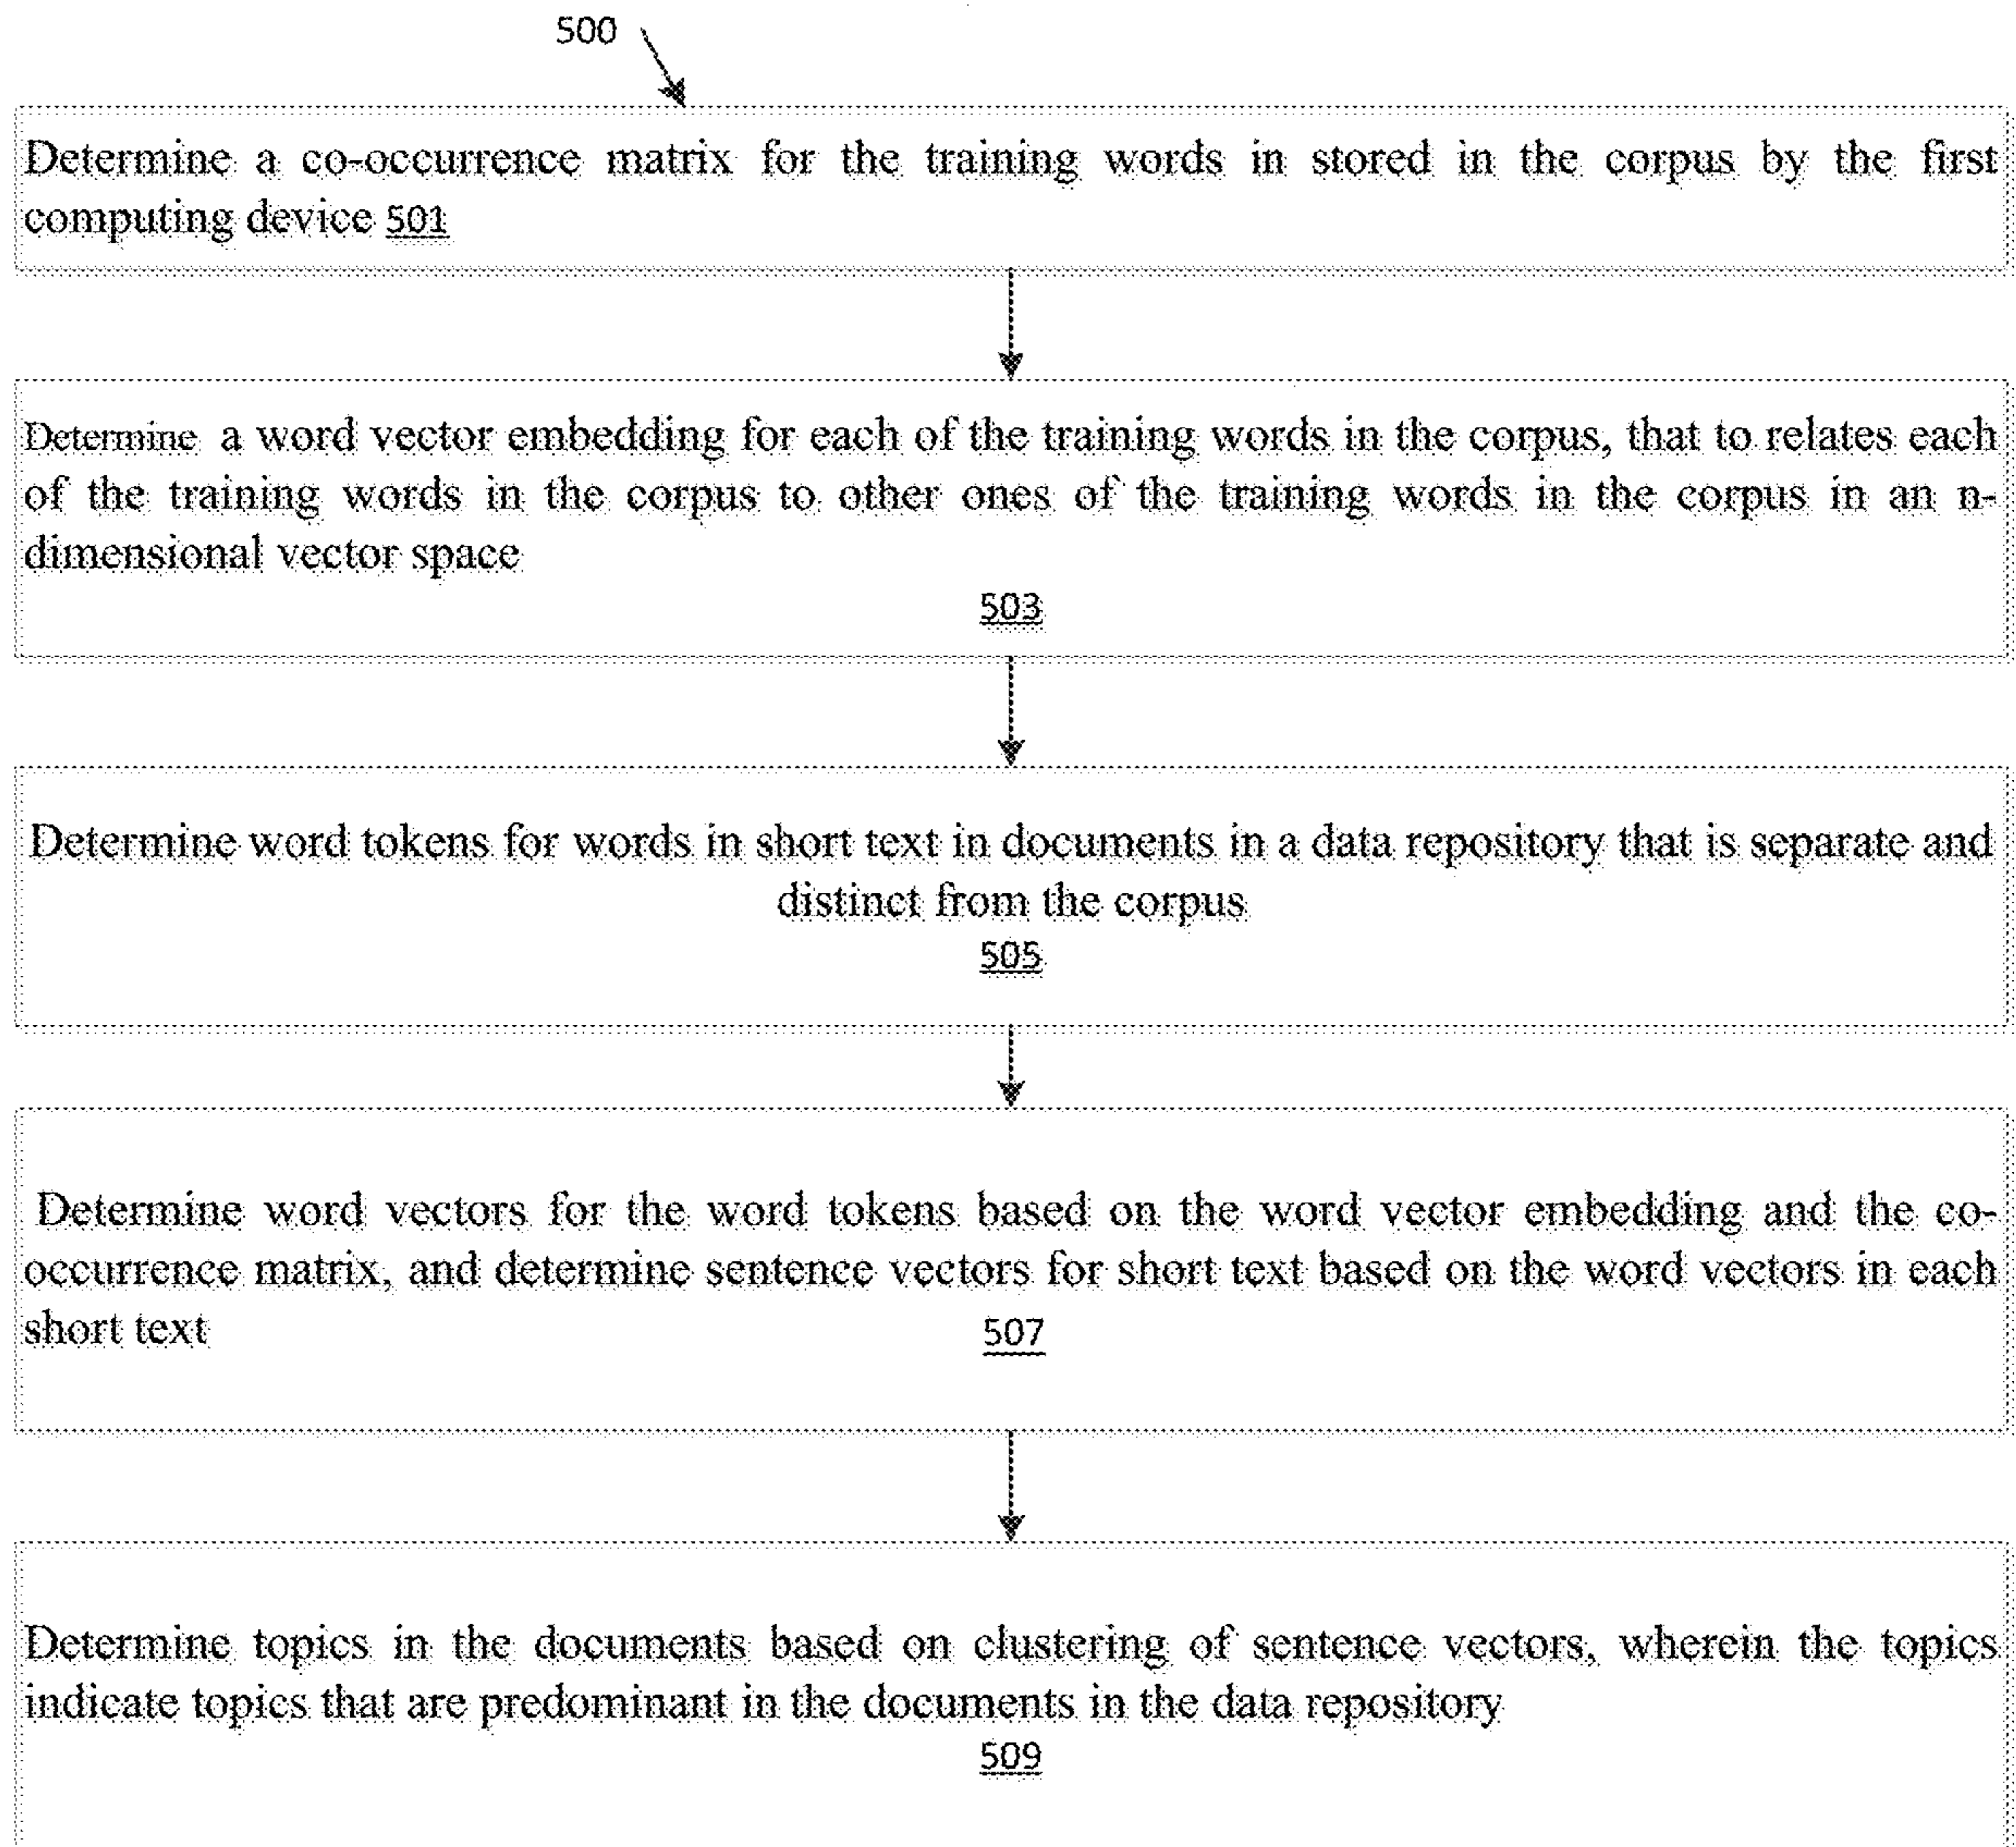 500
Determine a co-occurrence matrix for the training words in stored in the corpus by the first
computing device 501
Determine a word vector embedding for each of the training words in the corpus, that to relates each
of the training words in the corpus to other ones of the training words in the corpus in an n-
dimensional vector space
503
Determine word tokens for words in short text in documents in a data repository that is separate and
distinct from the corpus
505
Determine word vectors for the word tokens based on the word vector embedding and the co-
occurrence matrix, and determine sentence vectors for short text based on the word vectors in each
short text 507
Determine topics in the documents based on clustering of sentence vectors, wherein the topics
indicate topics that are predominant in the documents in the data repository
509